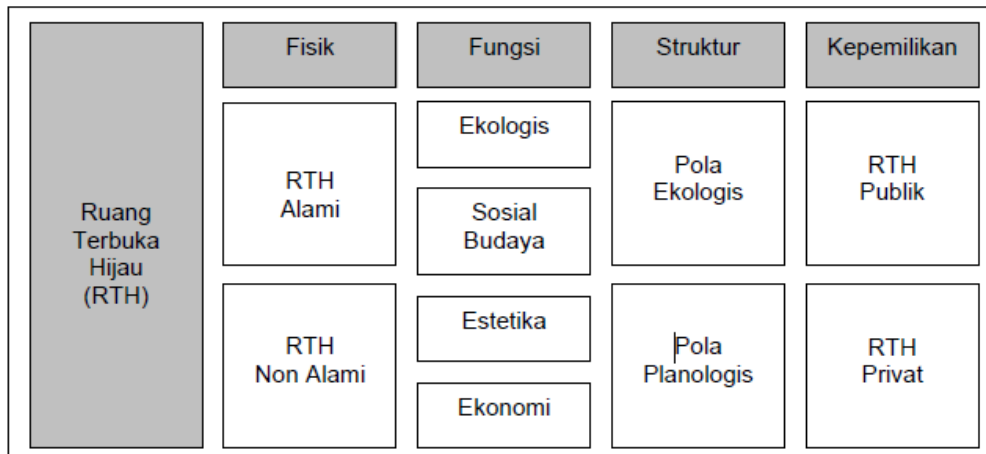 Ruang
Terbuka
Hijau
(RTH)
Fisik
RTH
Alami
RTH
Non Alami
Fungsi
Ekologis
Sosial
Budaya
Estetika
Ekonomi
Struktur
Pola
Ekologis
Pola
Planologis
Kepemilikan
RTH
Publik
RTH
Privat